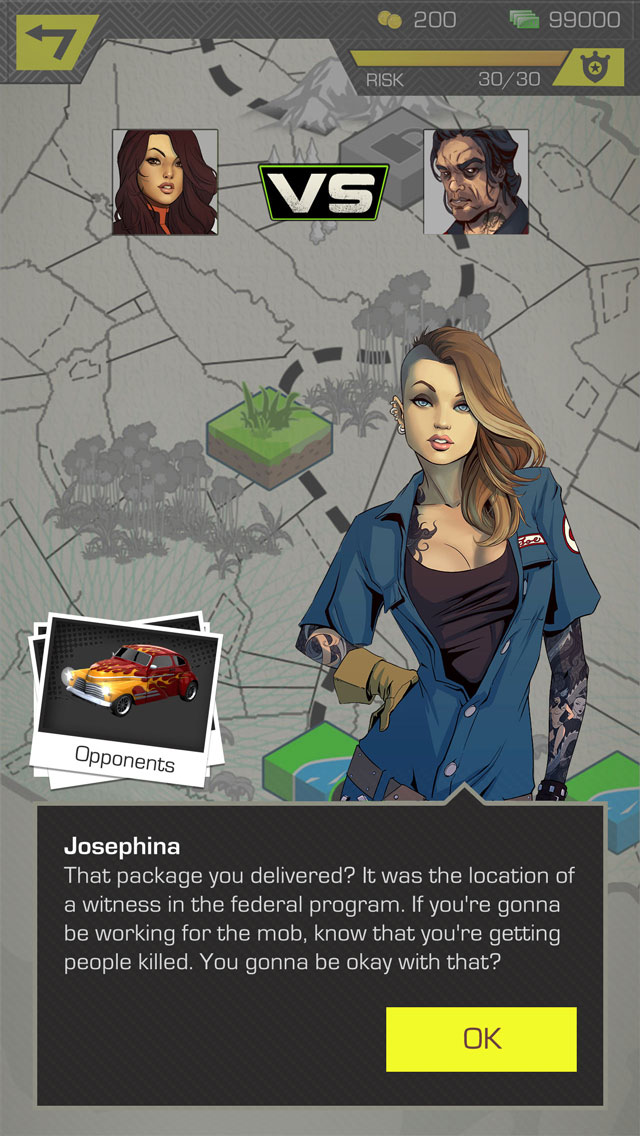 200
99000
RISK
30/30
VS
Joe
Opponents
Josephina
That package you delivered? It was the location of
a witness in the federal program. If you're gonna
be working for the mob, know that you're getting
people killed. You gonna be okay with that?
OK